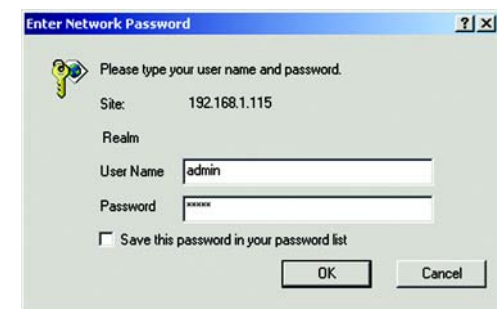 Enter Network Password
Please type your user name and password.
Site: 192.168.1.115
Realm
User Name admin
Password xxxxx
Save this password in your password list
OK Cancel